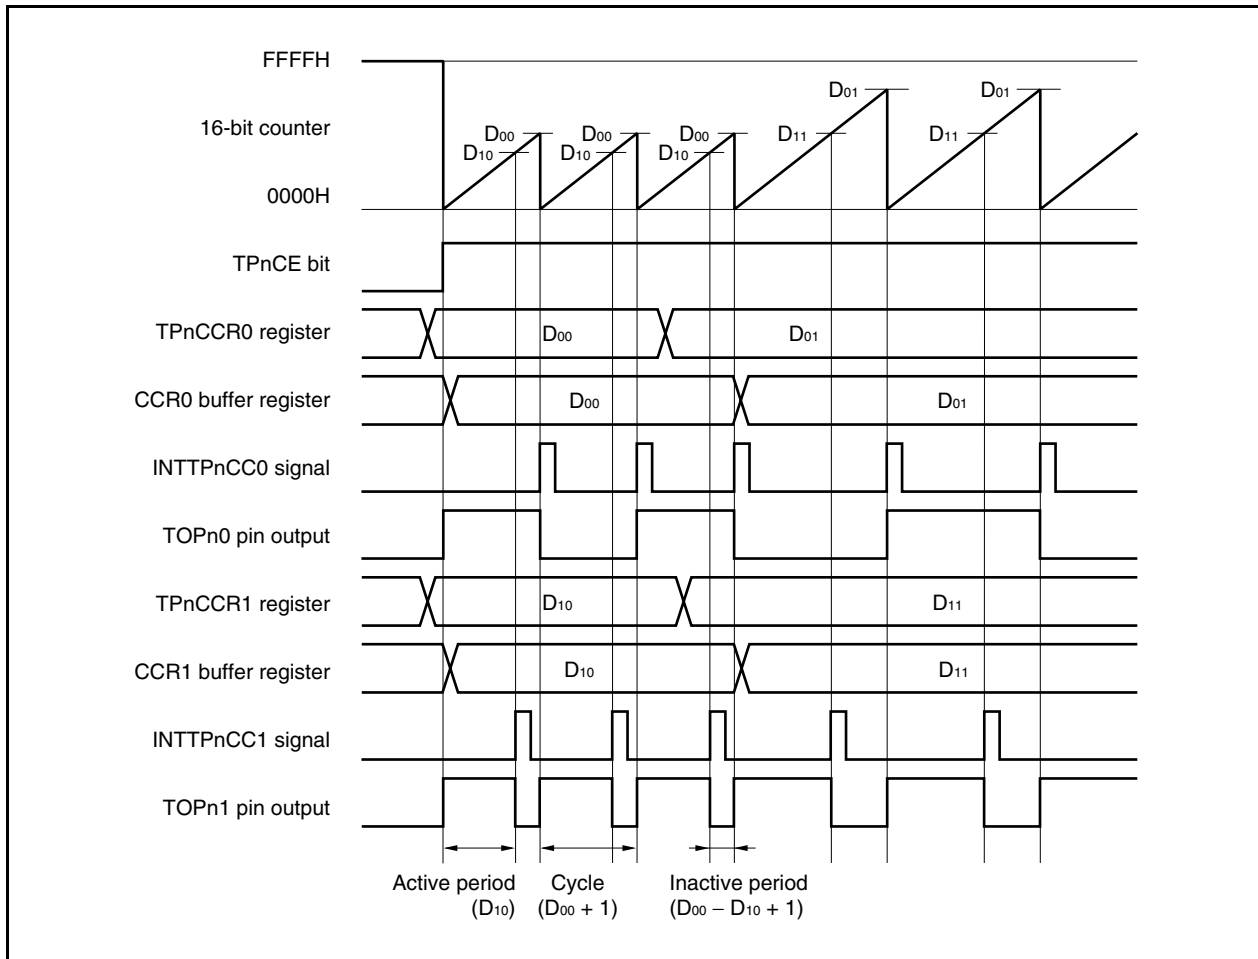 FFFFH
D01 D01
16-bit counter D00 D00 D00 D11 D11
D10 D10 D10
0000H
TPnCE bit
TPnCCR0 register D00 D01
CCR0 buffer register D00 D01
INTTPnCC0 signal
TOPn0 pin output
TPnCCR1 register D10 D11
CCR1 buffer register D10 D11
INTTPnCC1 signal
TOPn1 pin output
Active period Cycle Inactive period
(D10) (D00 + 1) (D00 − D10 + 1)